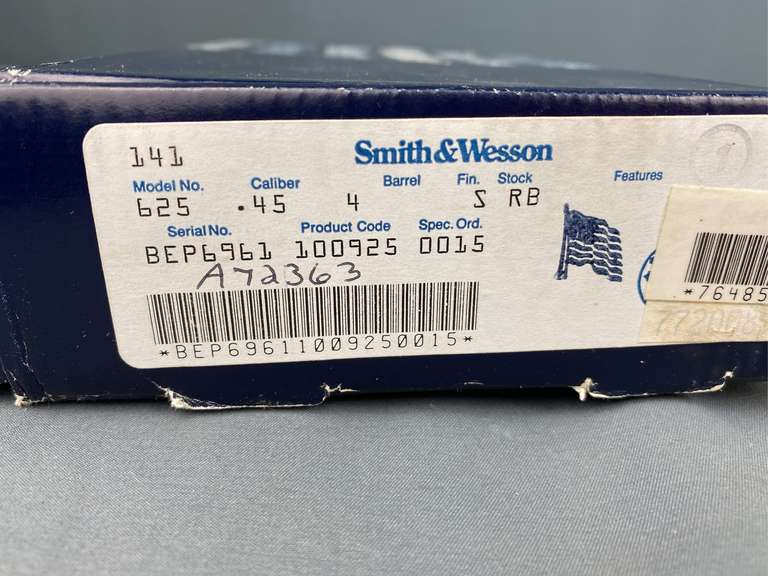 141 Smith&Wesson
Model No. Caliber Barrel Fin. Stock Features
625 .45 4 S RB
Serial No. Product Code Spec. Ord.
BEP6961 100925 0015
A72363
*BEP69611009250015*
*76485